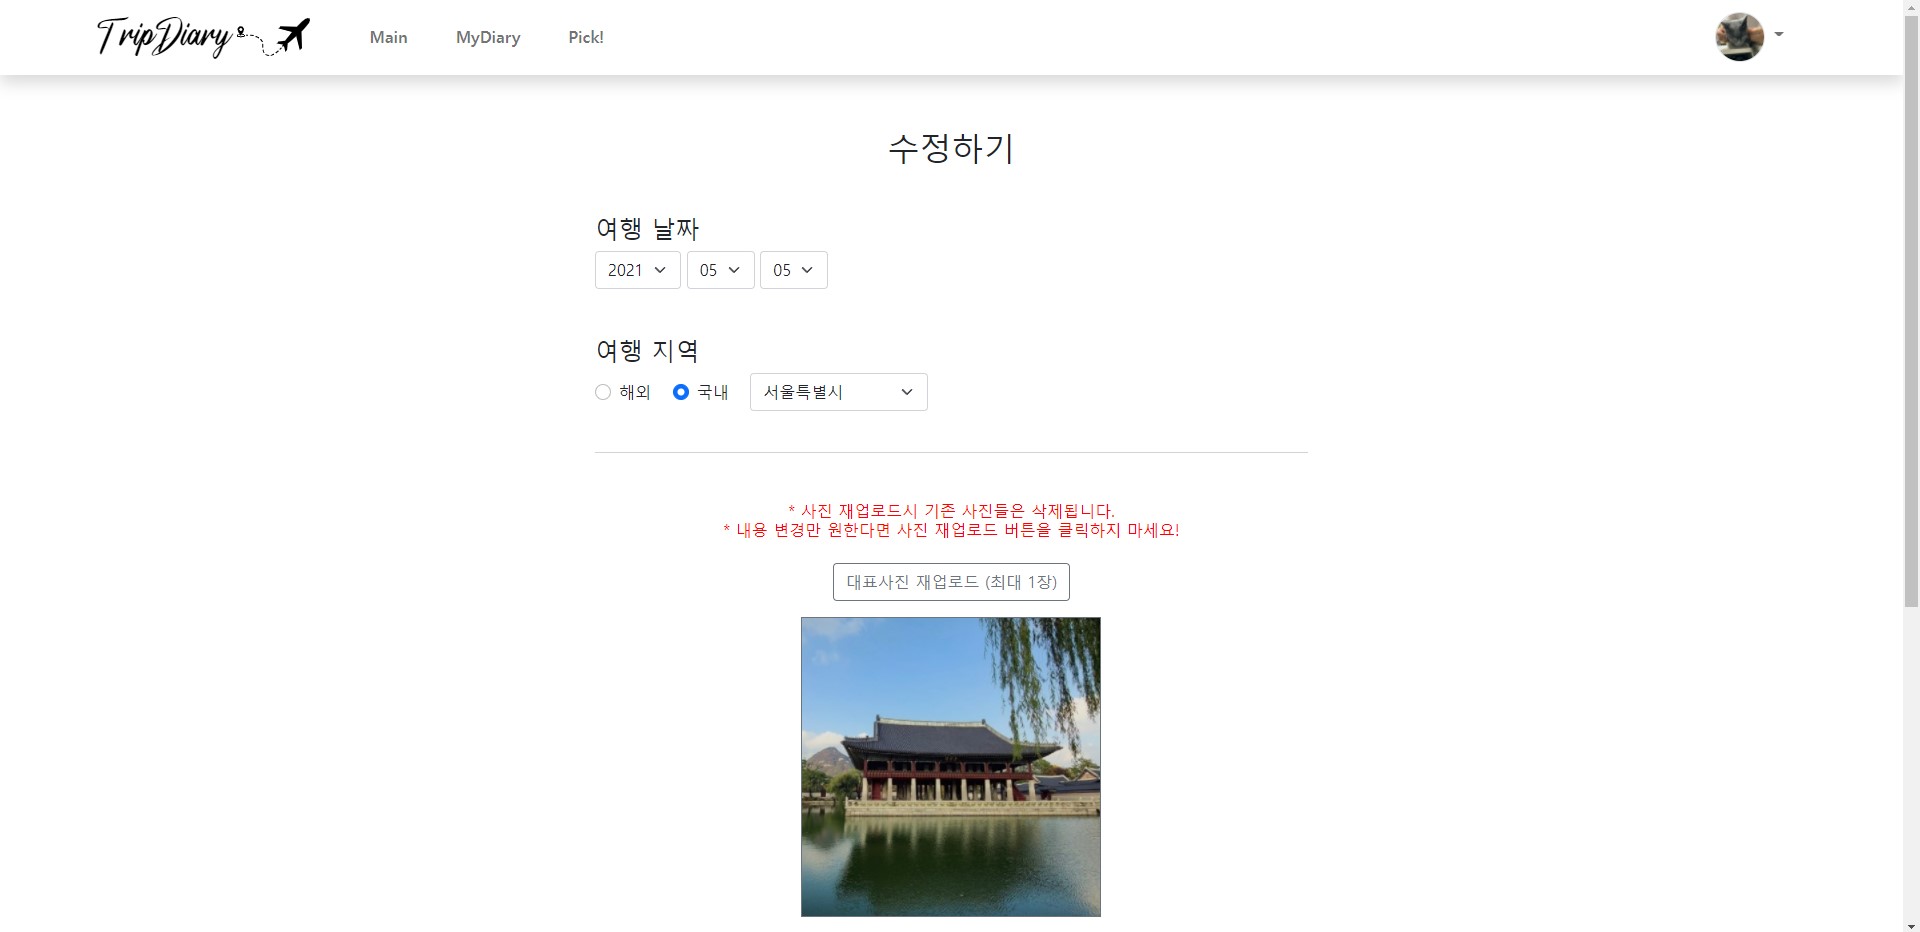 TripDiary
Main
MyDiary
Pick!
수정하기
여행 날짜
2021 05 05
여행 지역
해외 국내 서울특별시
* 사진 재업로드시 기존 사진들은 삭제됩니다.
* 내용 변경만 원한다면 사진 재업로드 버튼을 클릭하지 마세요!
대표사진 재업로드 (최대 1장)